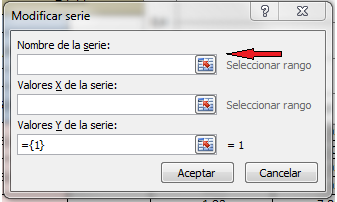 Modificar serie
Nombre de la serie:
Seleccionar rango
Valores X de la serie:
Seleccionar rango
Valores Y de la serie:
={1}
= 1
Aceptar
Cancelar